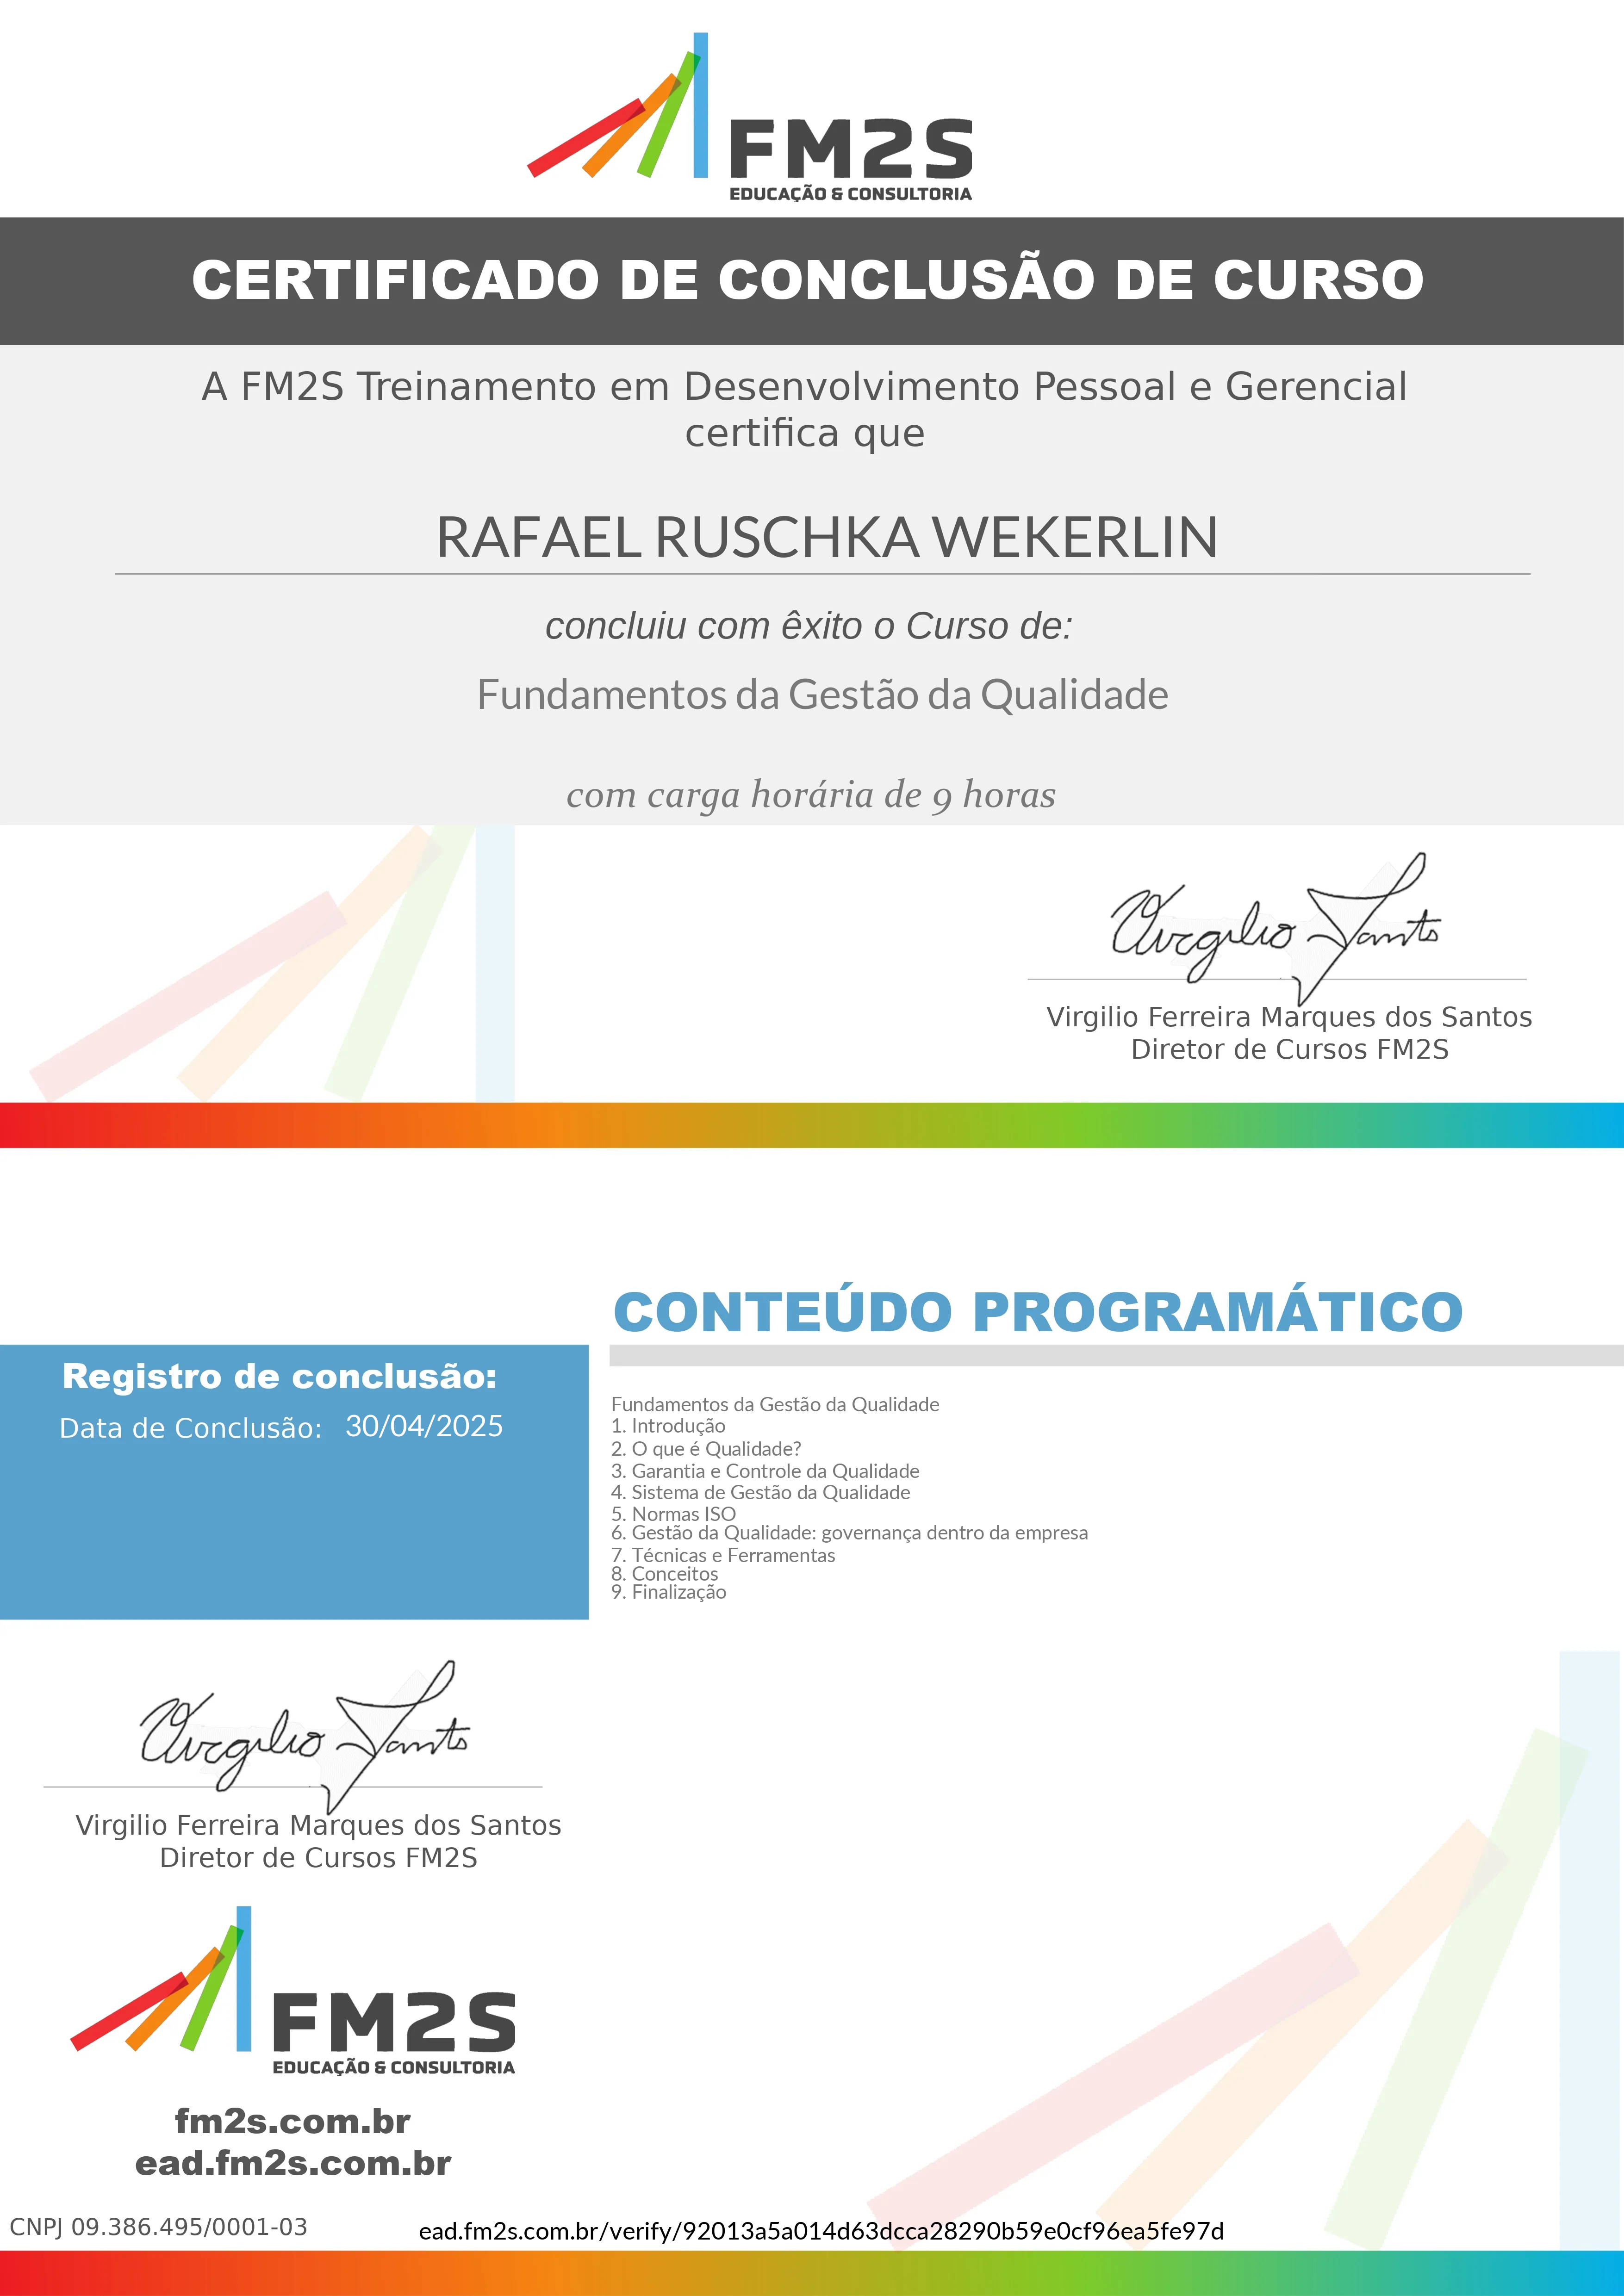 FM2S
EDUCAÇÃO & CONSULTORIA
CERTIFICADO DE CONCLUSÃO DE CURSO
A FM2S Treinamento em Desenvolvimento Pessoal e Gerencial
certifica que
RAFAEL RUSCHKA WEKERLIN
concluiu com êxito o Curso de:
Fundamentos da Gestão da Qualidade
com carga horária de 9 horas
Virgilio Santo
Virgilio Ferreira Marques dos Santos
Diretor de Cursos FM2S
CONTEÚDO PROGRAMÁTICO
Registro de conclusão:
Data de Conclusão: 30/04/2025
Fundamentos da Gestão da Qualidade
1. Introdução
2. O que é Qualidade?
3. Garantia e Controle da Qualidade
4. Sistema de Gestão da Qualidade
5. Normas ISO
6. Gestão da Qualidade: governança dentro da empresa
7. Técnicas e Ferramentas
8. Conceitos
9. Finalização
Virgilio Santo
Virgilio Ferreira Marques dos Santos
Diretor de Cursos FM2S
FM2S
EDUCAÇÃO & CONSULTORIA
fm2s.com.br
ead.fm2s.com.br
CNPJ 09.386.495/0001-03
ead.fm2s.com.br/verify/92013a5a014d63dcca28290b59e0cf96ea5fe97d